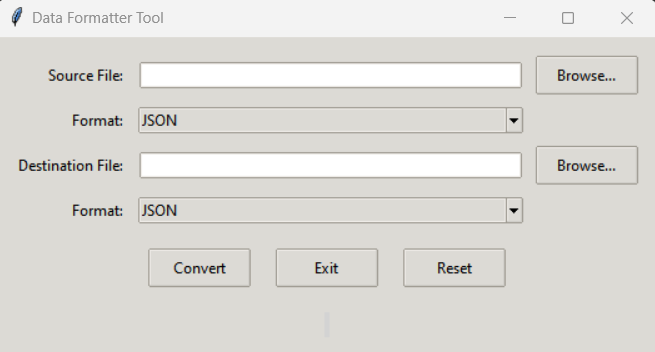 Data Formatter Tool
Source File: Browse...
Format: JSON
Destination File: Browse...
Format: JSON
Convert Exit Reset